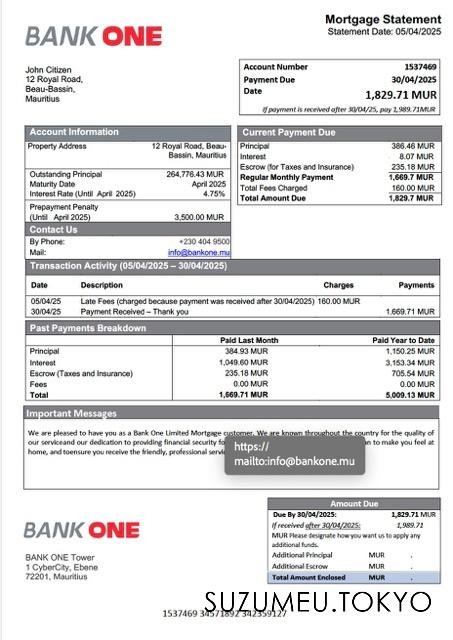 BANK ONE
Mortgage Statement
Statement Date: 05/04/2025
John Citizen
12 Royal Road,
Beau-Bassin,
Mauritius
Account Number 1537469
Payment Due 30/04/2025
Date 1,829.71 MUR
If payment is received after 30/04/25, pay 1,989.71MUR
Account Information
Property Address 12 Royal Road, Beau-
Bassin, Mauritius
Outstanding Principal 264,776.43 MUR
Maturity Date April 2025
Interest Rate (Until April 2025) 4.75%
Prepayment Penalty
(Until April 2025) 3,500.00 MUR
Contact Us
By Phone: +230 404 9500
Mail: info@bankone.mu
Current Payment Due
Principal 386.46 MUR
Interest 8.07 MUR
Escrow (for Taxes and Insurance) 235.18 MUR
Regular Monthly Payment 1,669.7 MUR
Total Fees Charged 160.00 MUR
Total Amount Due 1,829.7 MUR
Transaction Activity (05/04/2025 – 30/04/2025)
Date Description Charges Payments
05/04/25 Late Fees (charged because payment was received after 30/04/2025) 160.00 MUR
30/04/25 Payment Received – Thank you 1,669.71 MUR
Past Payments Breakdown
Paid Last Month Paid Year to Date
Principal 384.93 MUR 1,150.25 MUR
Interest 1,049.60 MUR 3,153.34 MUR
Escrow (Taxes and Insurance) 235.18 MUR 705.54 MUR
Fees 0.00 MUR 0.00 MUR
Total 1,669.71 MUR 5,009.13 MUR
Important Messages
We are pleased to have you as a Bank One Limited Mortgage customer. We are known throughout the country for the quality of
our serviceand our dedication to providing financial security fo an to make you feel at
home, and toensure you receive the friendly, professional servic
https://
mailto:info@bankone.mu
BANK ONE
BANK ONE Tower
1 CyberCity, Ebene
72201, Mauritius
Amount Due
Due By 30/04/2025: 1,829.71 MUR
If received after 30/04/2025: 1,989.71
MUR Please designate how you want us to apply any
additional funds.
Additional Principal MUR .
Additional Escrow MUR .
Total Amount Enclosed MUR .
1537469 34571892 342359127
SUZUMEU.TOKYO